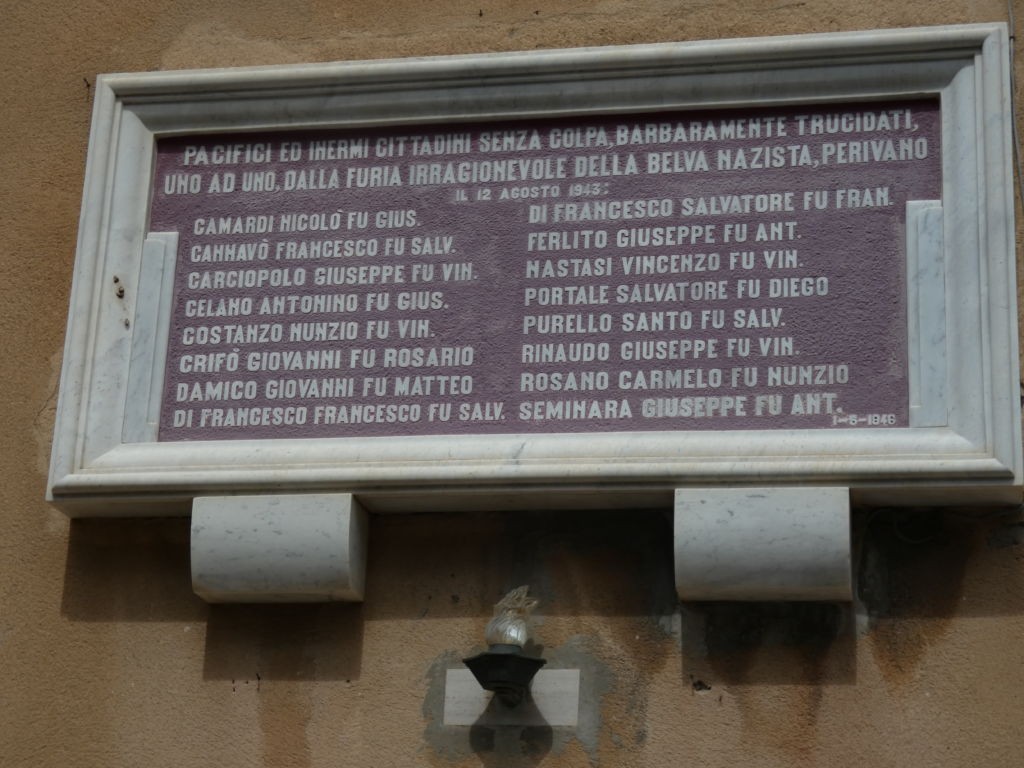 PACIFICI ED INERMI CITTADINI SENZA COLPA, BARBARAMENTE TRUCIDATI,
UNO AD UNO, DALLA FURIA IRRAGIONEVOLE DELLA BELVA NAZISTA, PERIVANO
IL 12 AGOSTO 1943:
CAMARDI NICOLÒ FU GIUS.
CANNAVÒ FRANCESCO FU SALV.
CARCIOPOLO GIUSEPPE FU VIN.
CELANO ANTONINO FU GIUS.
COSTANZO NUNZIO FU VIN.
CRIFÒ GIOVANNI FU ROSARIO
DAMICO GIOVANNI FU MATTEO
DI FRANCESCO FRANCESCO FU SALV.
DI FRANCESCO SALVATORE FU FRAN.
FERLITO GIUSEPPE FU ANT.
NASTASI VINCENZO FU VIN.
PORTALE SALVATORE FU DIEGO
PURELLO SANTO FU SALV.
RINAUDO GIUSEPPE FU VIN.
ROSANO CARMELO FU NUNZIO
SEMINARA GIUSEPPE FU ANT.
1-5-1946